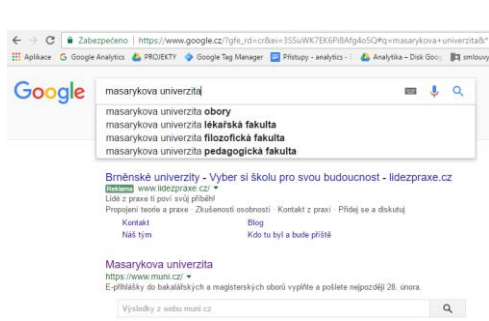 Zabezpečeno | https://www.google.cz/?gfe_rd=cr&ei=3SSuWK7EK6Pi8Afg4o5Q#q=masarykova+univerzita&*
Aplikace Google Analytics PROJEKTY Google Tag Manager Přístupy - analytics - Analytika – Disk Goog smlouvy
Google masarykova univerzita
masarykova univerzita obory
masarykova univerzita lékařská fakulta
masarykova univerzita filozofická fakulta
masarykova univerzita pedagogická fakulta
Brněnské univerzity - Vyber si školu pro svou budoucnost - lidezpraxe.cz
Reklama www.lidezpraxe.cz/
Lidé z praxe ti poví svůj příběh!
Propojení teorie a praxe · Zkušenosti osobností · Kontakt z praxi · Přidej se a diskutuj
Kontakt Blog
Náš tým Kdo tu byl a bude příště
Masarykova univerzita
https://www.muni.cz/
E-přihlášky do bakalářských a magisterských oborů vyplňte a pošlete nejpozději 28. února.
Výsledky z webu muni.cz